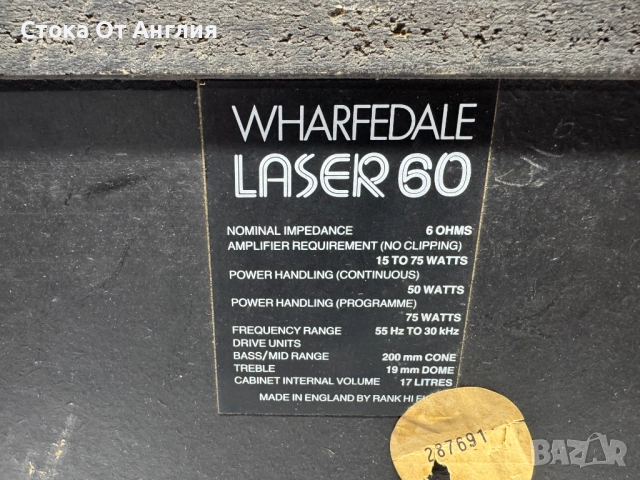 Стока От Англия
WHARFEDALE
LASER 60
NOMINAL IMPEDANCE 6 OHMS
AMPLIFIER REQUIREMENT (NO CLIPPING)
15 TO 75 WATTS
POWER HANDLING (CONTINUOUS)
50 WATTS
POWER HANDLING (PROGRAMME)
75 WATTS
FREQUENCY RANGE 55 Hz TO 30 kHz
DRIVE UNITS
BASS/MID RANGE 200 mm CONE
TREBLE 19 mm DOME
CABINET INTERNAL VOLUME 17 LITRES
MADE IN ENGLAND BY RANK HI
287691
BAZAR